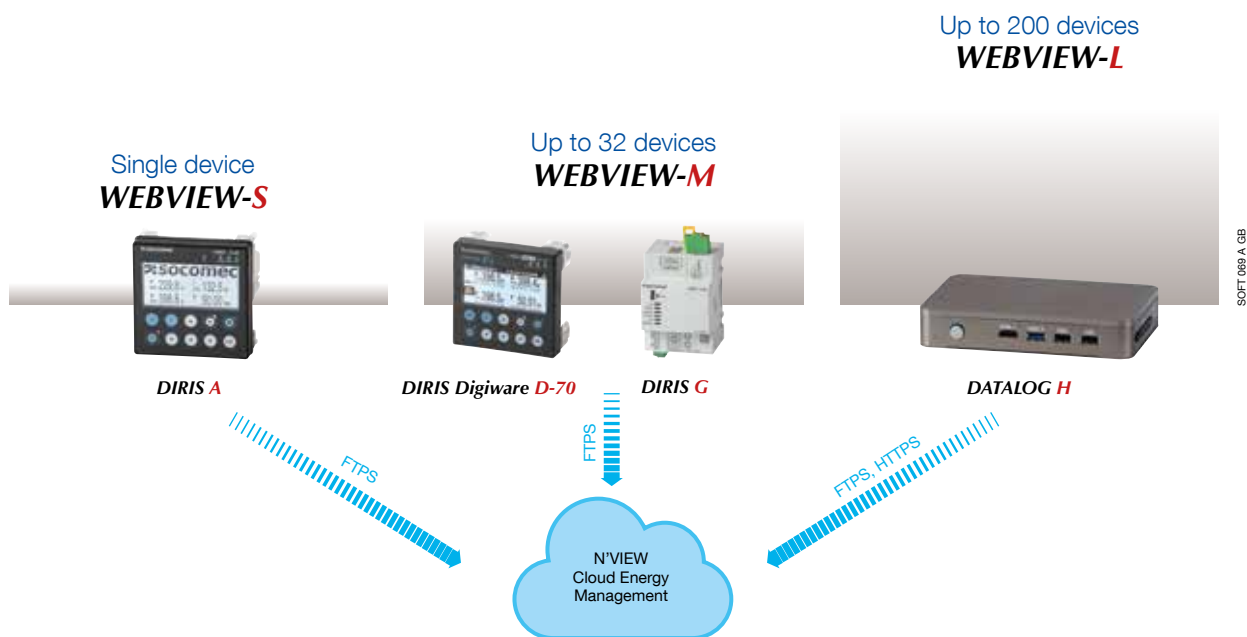 Up to 200 devices
WEBVIEW-L
Up to 32 devices
WEBVIEW-M
Single device
WEBVIEW-S
socomec
DIRIS A
DIRIS Digiware D-70
DIRIS G
DATALOG H
FTPS
FTPS
FTPS, HTTPS
N'VIEW
Cloud Energy
Management
SOFT 069 A GB